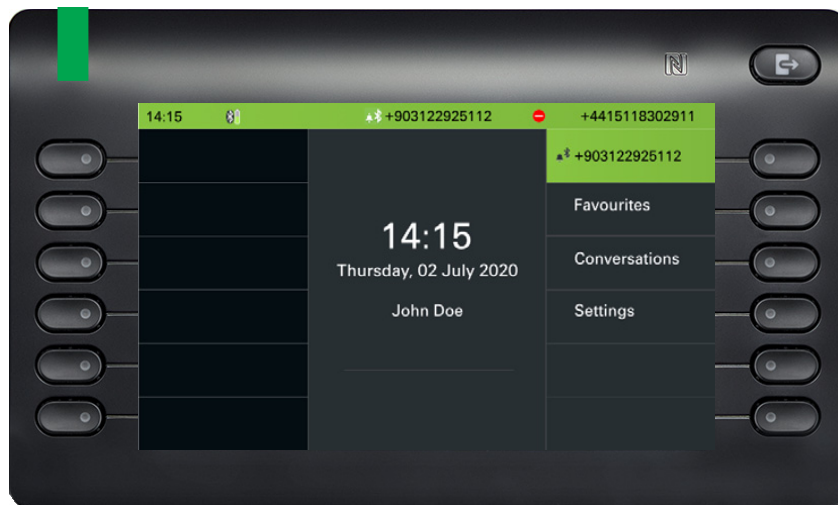 14:15 +903122925112 +4415118302911
+903122925112
Favourites
14:15
Thursday, 02 July 2020
Conversations
John Doe
Settings